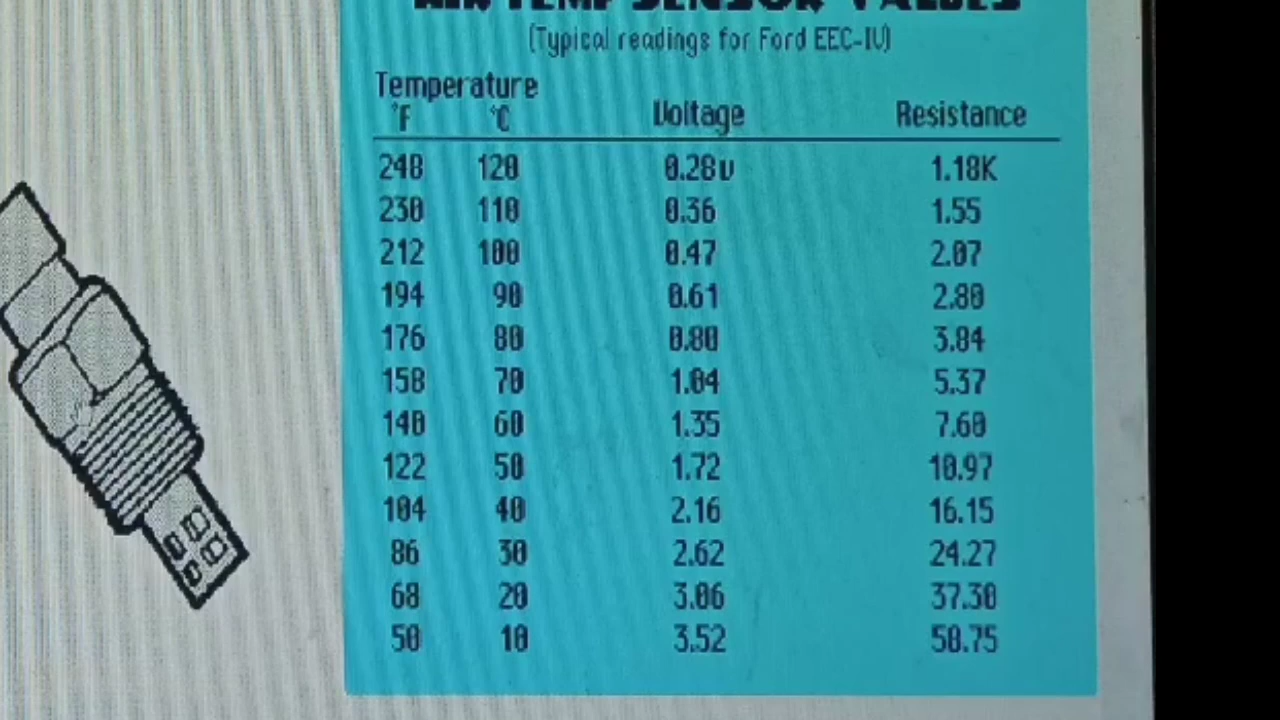 AIR TEMP SENSOR VALUES
(Typical readings for Ford EEC-IV)
Temperature
°F °C Voltage Resistance
248 120 0.28v 1.18K
230 110 0.36 1.55
212 100 0.47 2.07
194 90 0.61 2.80
176 80 0.80 3.84
158 70 1.04 5.37
140 60 1.35 7.60
122 50 1.72 10.97
104 40 2.16 16.15
86 30 2.62 24.27
68 20 3.06 37.30
50 10 3.52 58.75